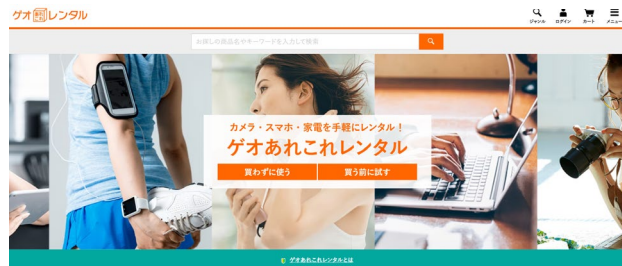 ゲオあれこれレンタル
ジャンル
ログイン
カート
メニュー
お探しの商品名やキーワードを入力して検索
カメラ・スマホ・家電を手軽にレンタル！
ゲオあれこれレンタル
買わずに使う
買う前に試す
ゲオあれこれレンタルとは